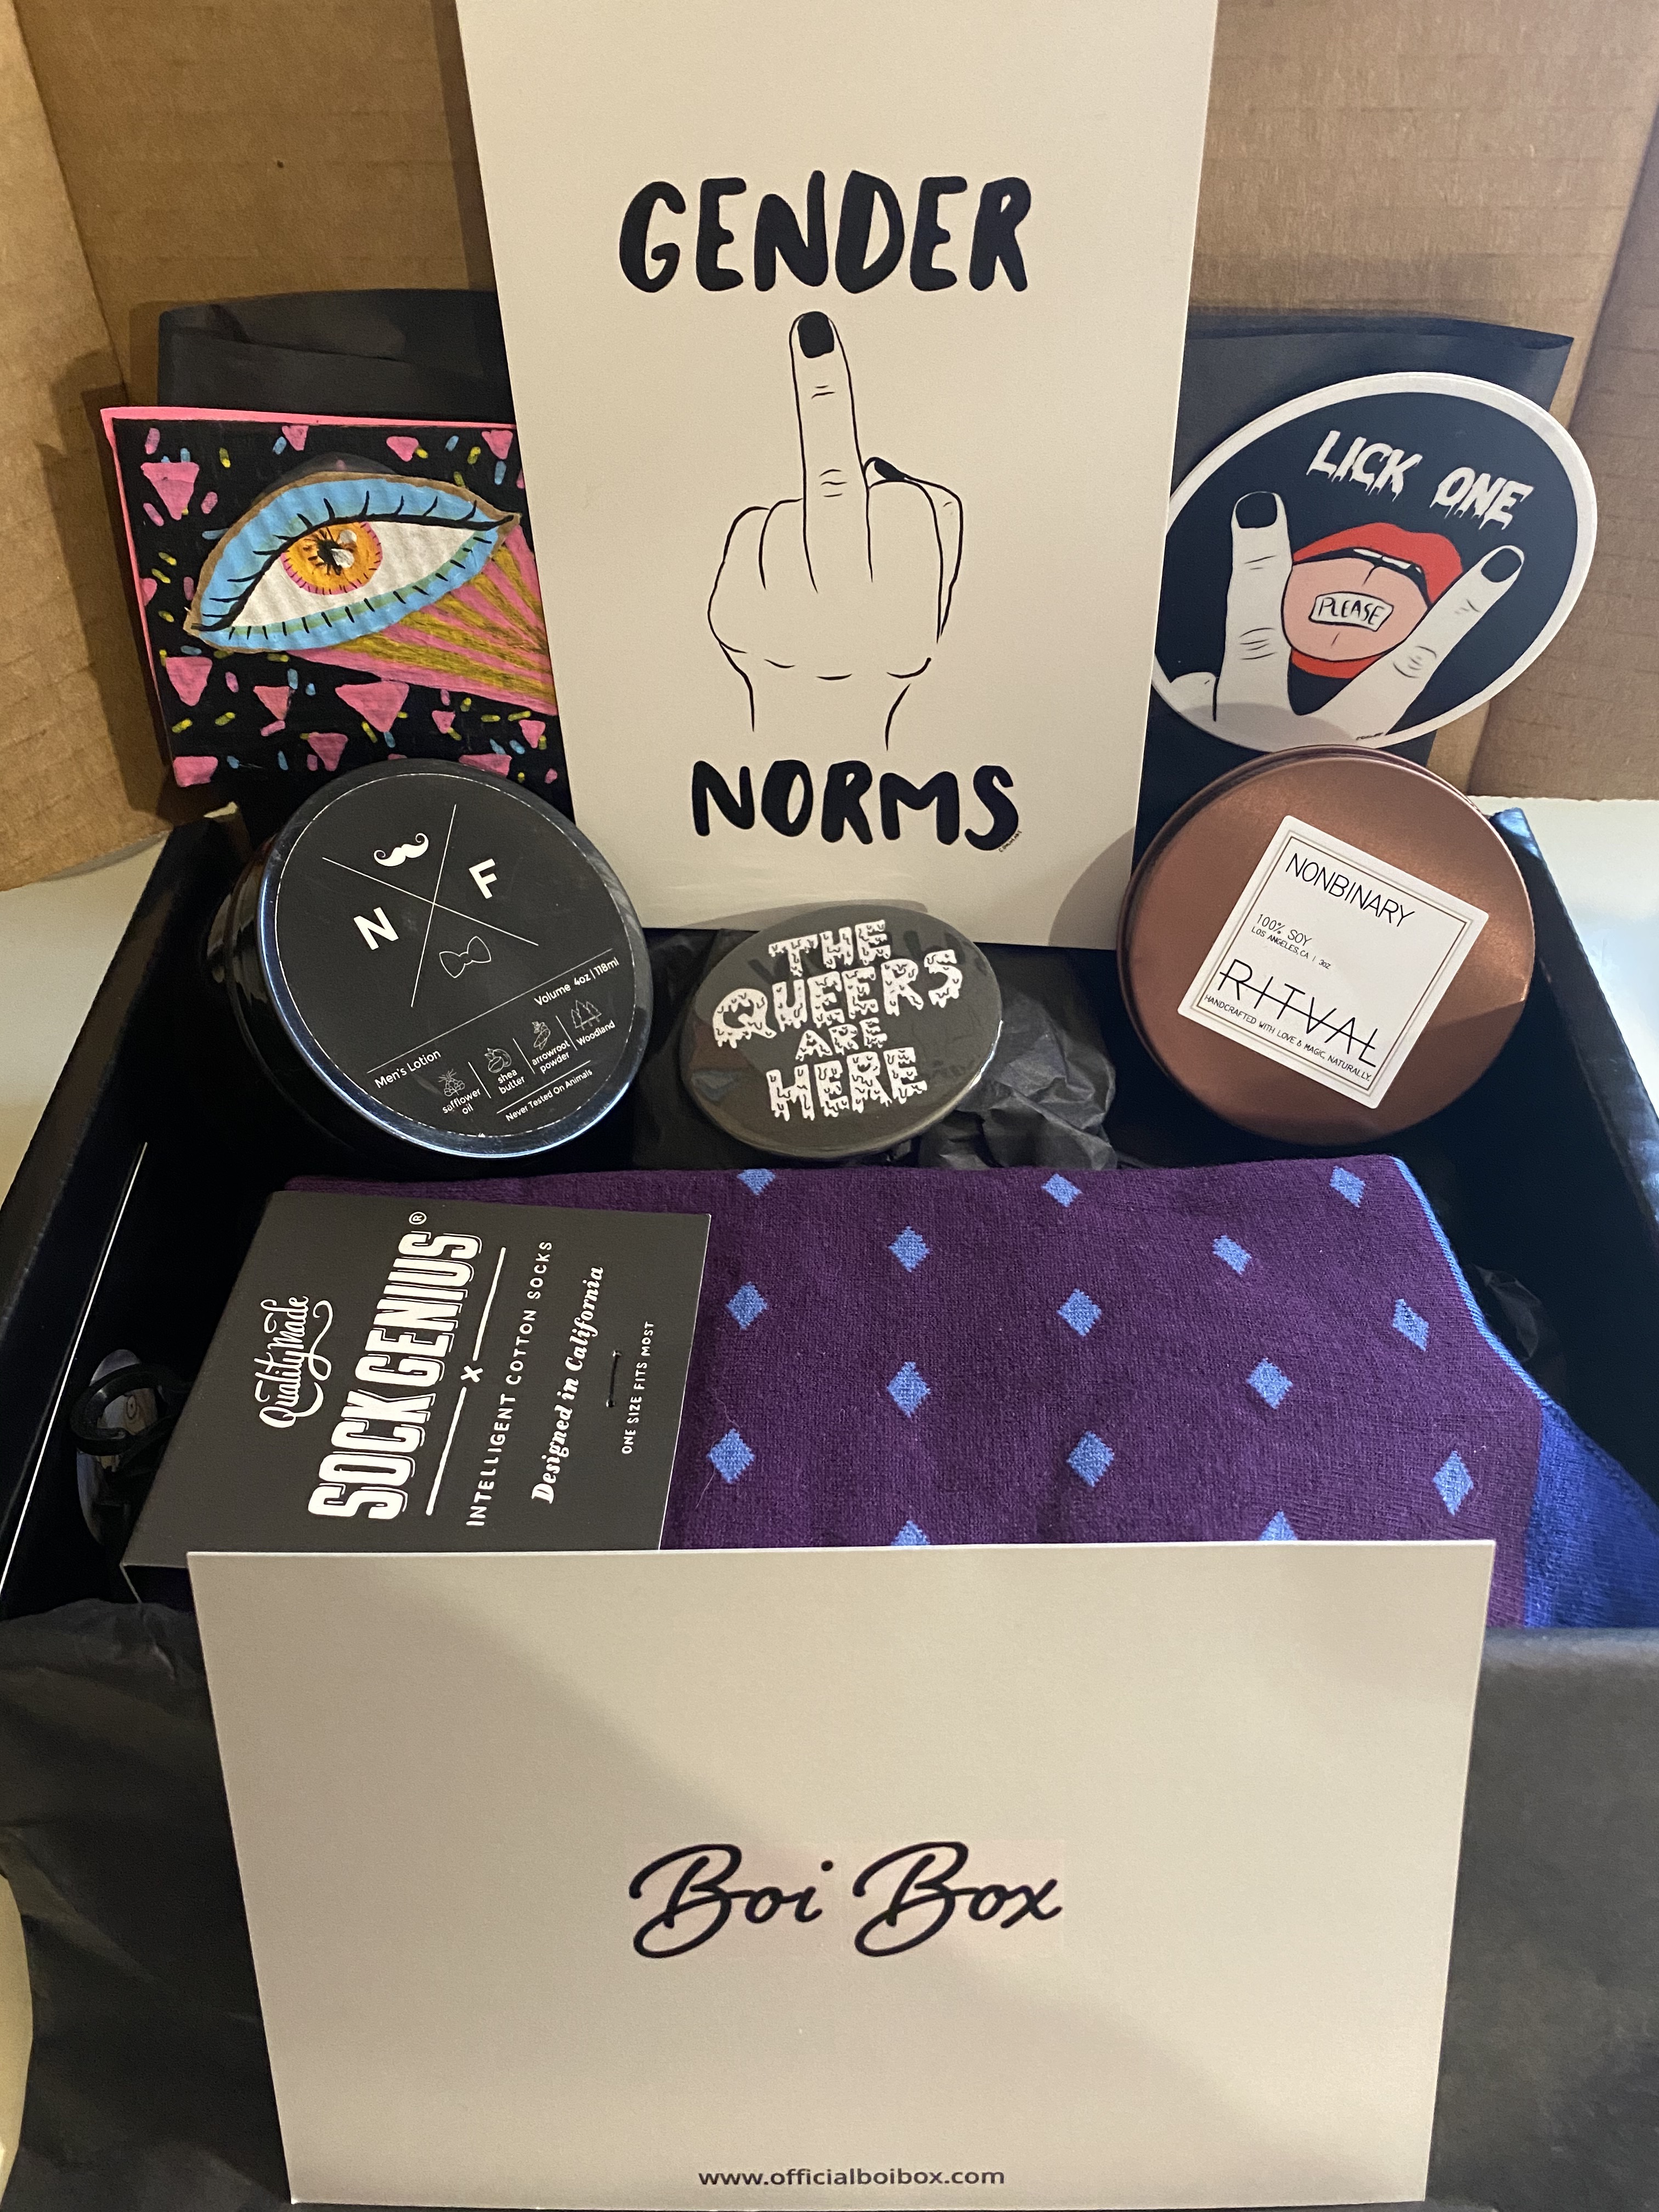 GENDER
NORMS
LICK ONE
PLEASE
N F
Volume 4oz | 118ml
Men's Lotion
safflower oil
shea butter
arrowroot powder
Woodland
Never Tested On Animals
THE
QUEERS
ARE
HERE
NONBINARY
100% SOY
LOS ANGELES, CA | 3oz
RITVAL
HANDCRAFTED WITH LOVE & MAGIC, NATURALLY.
Quality Made
SOCK GENIUS®
x
INTELLIGENT COTTON SOCKS
Designed in California
ONE SIZE FITS MOST
Boi Box
www.officialboibox.com